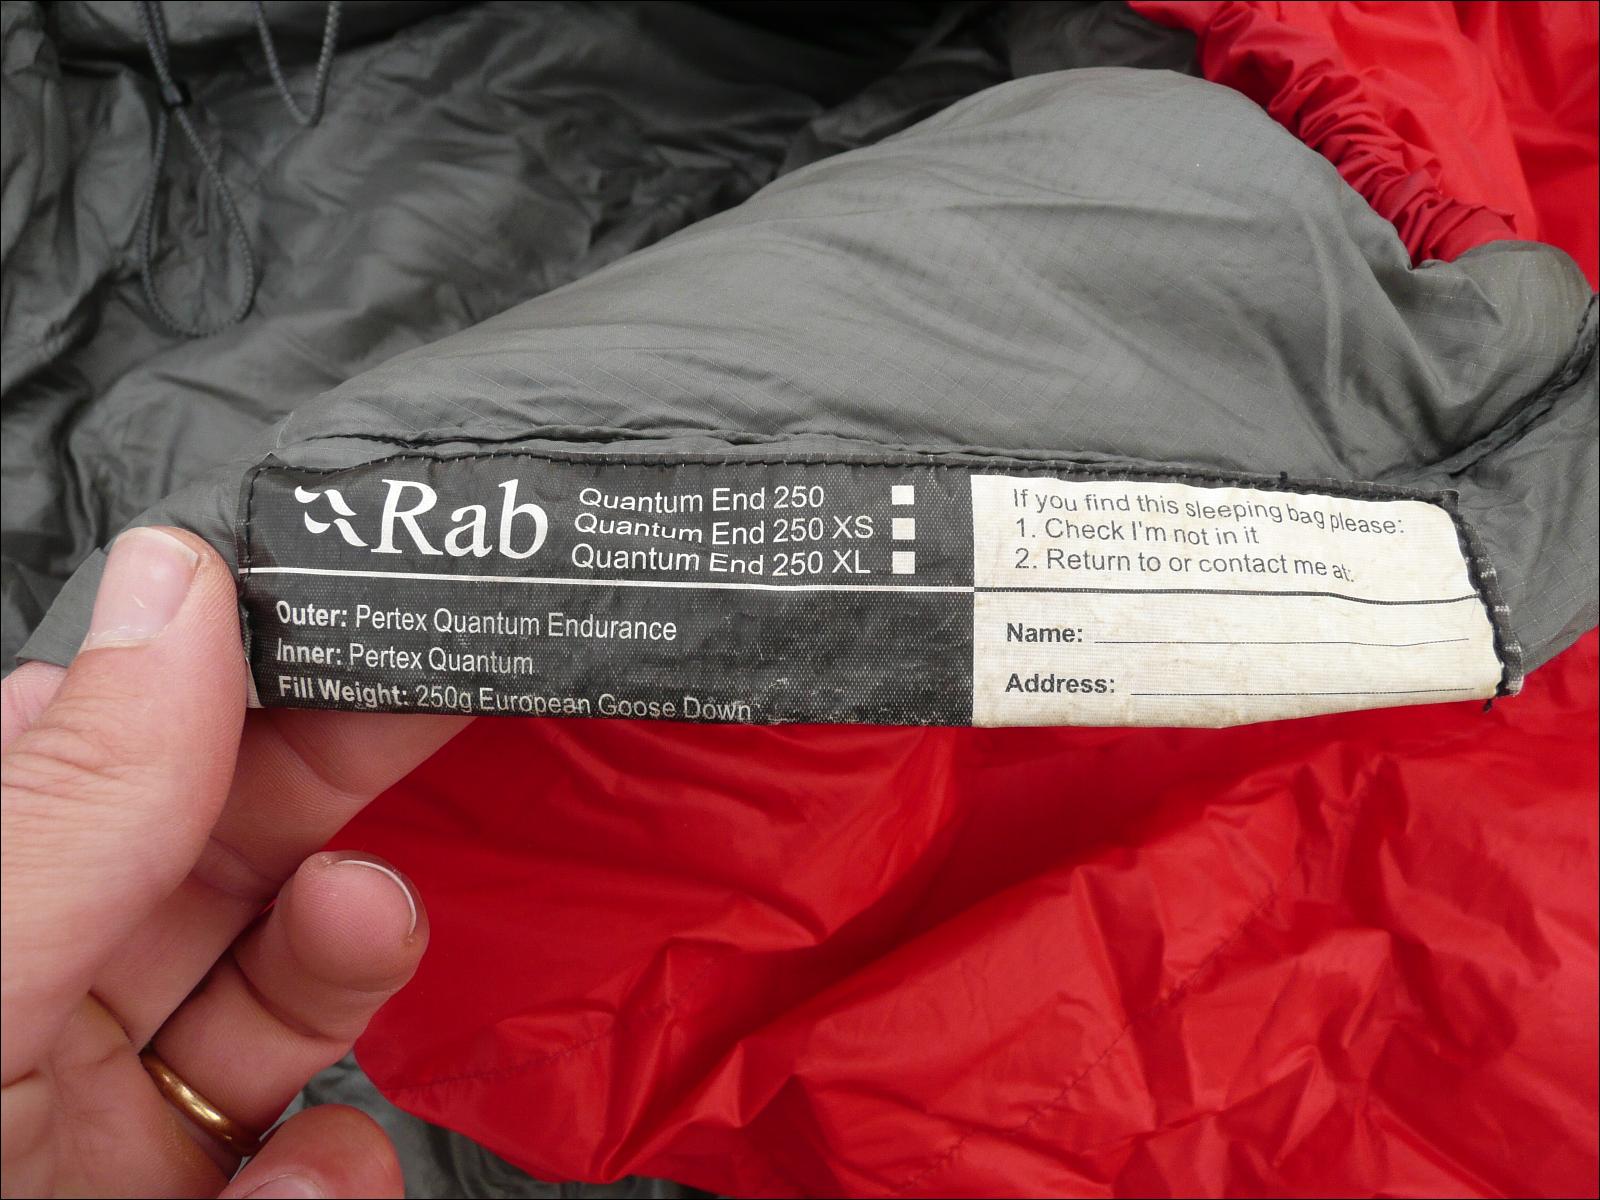 Rab
Quantum End 250
Quantum End 250 XS
Quantum End 250 XL
Outer: Pertex Quantum Endurance
Inner: Pertex Quantum
Fill Weight: 250g European Goose Down
If you find this sleeping bag please:
1. Check I'm not in it
2. Return to or contact me at:
Name:
Address: